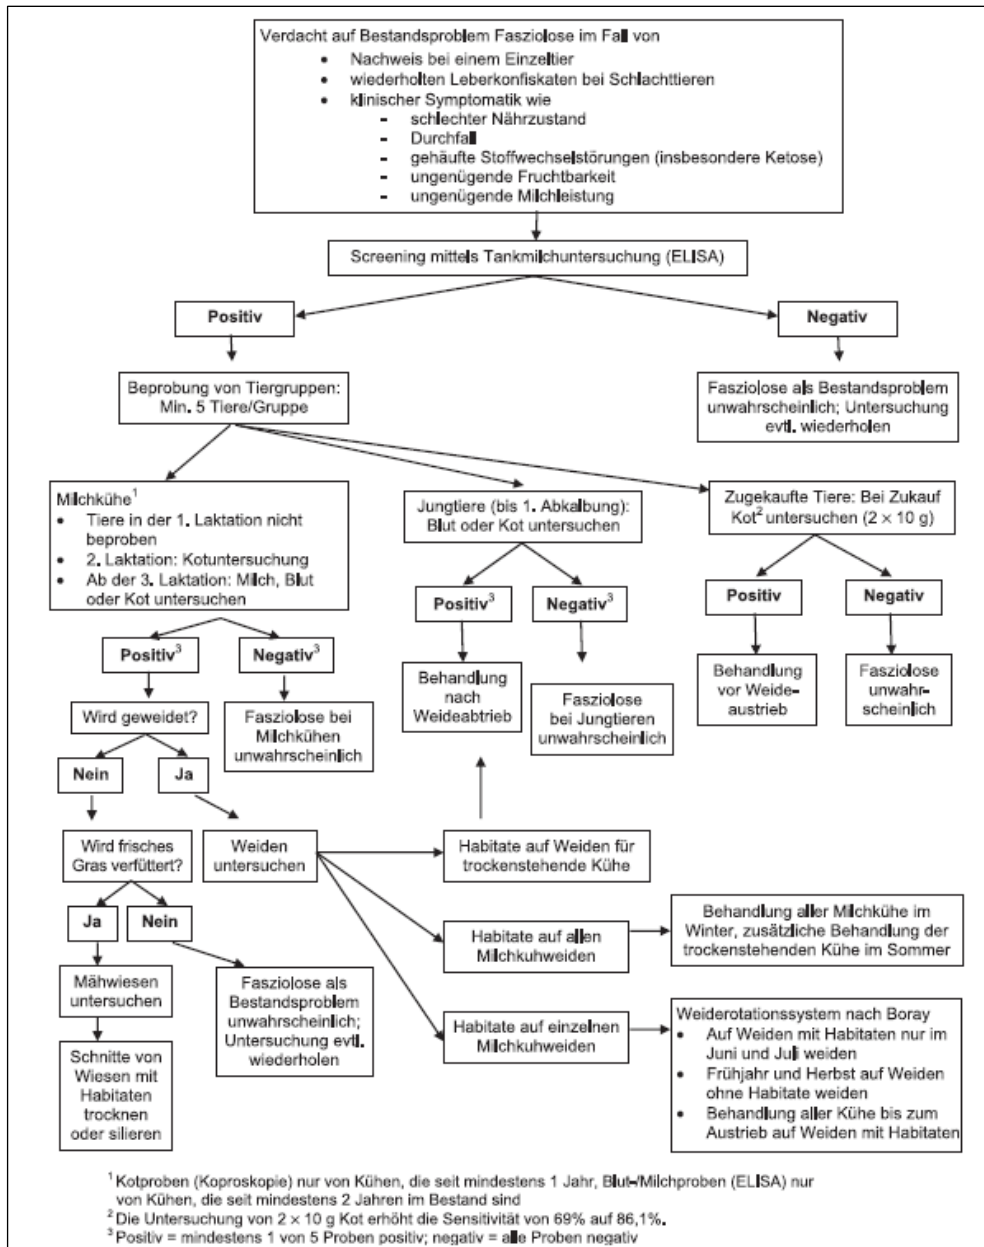 Verdacht auf Bestandsproblem Fasziolose im Fall von
• Nachweis bei einem Einzeltier
• wiederholten Leberkonfiskaten bei Schlachttieren
• klinischer Symptomatik wie
- schlechter Nährzustand
- Durchfall
- gehäufte Stoffwechselstörungen (insbesondere Ketose)
- ungenügende Fruchtbarkeit
- ungenügende Milchleistung
Screening mittels Tankmilchuntersuchung (ELISA)
Positiv
Negativ
Beprobung von Tiergruppen:
Min. 5 Tiere/Gruppe
Fasziolose als Bestandsproblem
unwahrscheinlich; Untersuchung
evtl. wiederholen
Milchkühe¹
• Tiere in der 1. Laktation nicht
beproben
• 2. Laktation: Kotuntersuchung
• Ab der 3. Laktation: Milch, Blut
oder Kot untersuchen
Jungtiere (bis 1. Abkalbung):
Blut oder Kot untersuchen
Zugekaufte Tiere: Bei Zukauf
Kot² untersuchen (2 × 10 g)
Positiv³
Negativ³
Positiv³
Negativ³
Positiv
Negativ
Wird geweidet?
Fasziolose bei
Milchkühen
unwahrscheinlich
Behandlung
nach
Weideabtrieb
Fasziolose
bei Jungtieren
unwahrscheinlich
Behandlung
vor Weide-
austrieb
Fasziolose
unwahr-
scheinlich
Nein
Ja
Wird frisches
Gras verfüttert?
Weiden
untersuchen
Habitate auf Weiden für
trockenstehende Kühe
Ja
Nein
Habitate auf allen
Milchkuhweiden
Behandlung aller Milchkühe im
Winter, zusätzliche Behandlung der
trockenstehenden Kühe im Sommer
Mähwiesen
untersuchen
Fasziolose als
Bestandsproblem
unwahrscheinlich;
Untersuchung evtl.
wiederholen
Habitate auf einzelnen
Milchkuhweiden
Weiderotationssystem nach Boray
• Auf Weiden mit Habitaten nur im
Juni und Juli weiden
• Frühjahr und Herbst auf Weiden
ohne Habitate weiden
• Behandlung aller Kühe bis zum
Austrieb auf Weiden mit Habitaten
Schnitte von
Wiesen mit
Habitaten
trocknen
oder silieren
¹ Kotproben (Koproskopie) nur von Kühen, die seit mindestens 1 Jahr, Blut-/Milchproben (ELISA) nur
von Kühen, die seit mindestens 2 Jahren im Bestand sind
² Die Untersuchung von 2 × 10 g Kot erhöht die Sensitivität von 69% auf 86,1%.
³ Positiv = mindestens 1 von 5 Proben positiv; negativ = alle Proben negativ